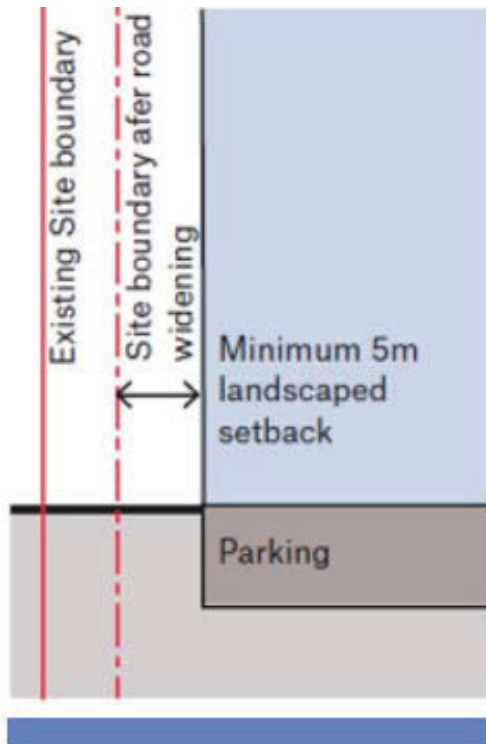 Existing Site boundary
Site boundary afer road
widening
Minimum 5m
landscaped
setback
Parking